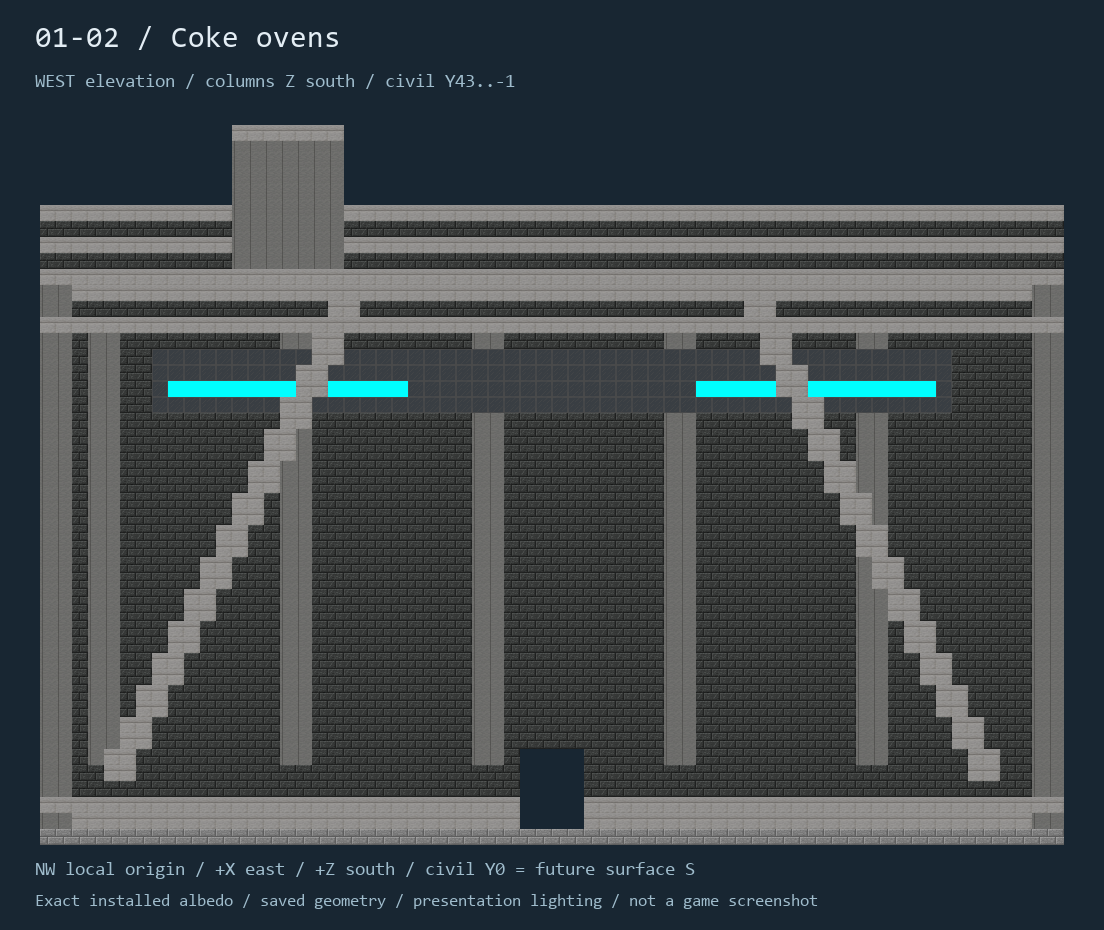 01-02 / Coke ovens
WEST elevation / columns Z south / civil Y43..-1
NW local origin / +X east / +Z south / civil Y0 = future surface S
Exact installed albedo / saved geometry / presentation lighting / not a game screenshot